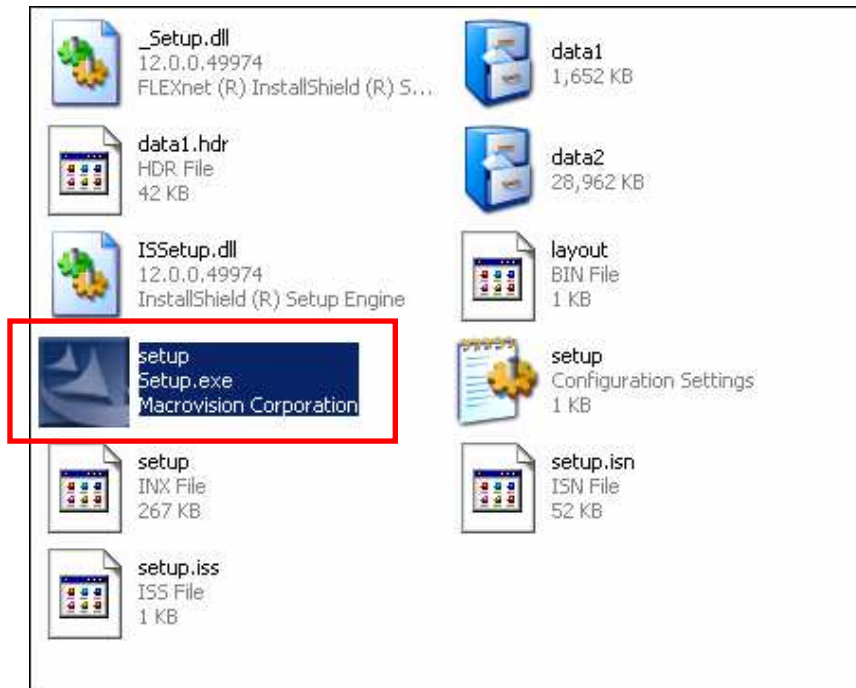 _Setup.dll
12.0.0.49974
FLEXnet (R) InstallShield (R) S...
data1
1,652 KB
data1.hdr
HDR File
42 KB
data2
28,962 KB
ISSetup.dll
12.0.0.49974
InstallShield (R) Setup Engine
layout
BIN File
1 KB
setup
Setup.exe
Macrovision Corporation
setup
Configuration Settings
1 KB
setup
INX File
267 KB
setup.isn
ISN File
52 KB
setup.iss
ISS File
1 KB